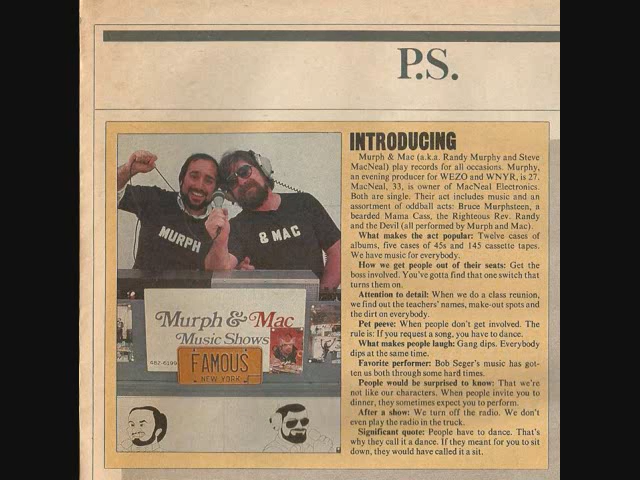 P.S.
INTRODUCING
Murph & Mac (a.k.a. Randy Murphy and Steve
MacNeal) play records for all occasions. Murphy,
an evening producer for WEZO and WNYR, is 27.
MacNeal, 33, is owner of MacNeal Electronics.
Both are single. Their act includes music and an
assortment of oddball acts: Bruce Murphsteen, a
bearded Mama Cass, the Righteous Rev. Randy
and the Devil (all performed by Murph and Mac).
What makes the act popular: Twelve cases of
albums, five cases of 45s and 145 cassette tapes.
We have music for everybody.
How we get people out of their seats: Get the
boss involved. You've gotta find that one switch that
turns them on.
Attention to detail: When we do a class reunion,
we find out the teachers' names, make-out spots and
the dirt on everybody.
Pet peeve: When people don't get involved. The
rule is: If you request a song, you have to dance.
What makes people laugh: Gang dips. Everybody
dips at the same time.
Favorite performer: Bob Seger's music has got-
ten us both through some hard times.
People would be surprised to know: That we're
not like our characters. When people invite you to
dinner, they sometimes expect you to perform.
After a show: We turn off the radio. We don't
even play the radio in the truck.
Significant quote: People have to dance. That's
why they call it a dance. If they meant for you to sit
down, they would have called it a sit.
MURPH
& MAC
Murph & Mac
Music Shows
482-6199
FAMOUS
NEW YORK